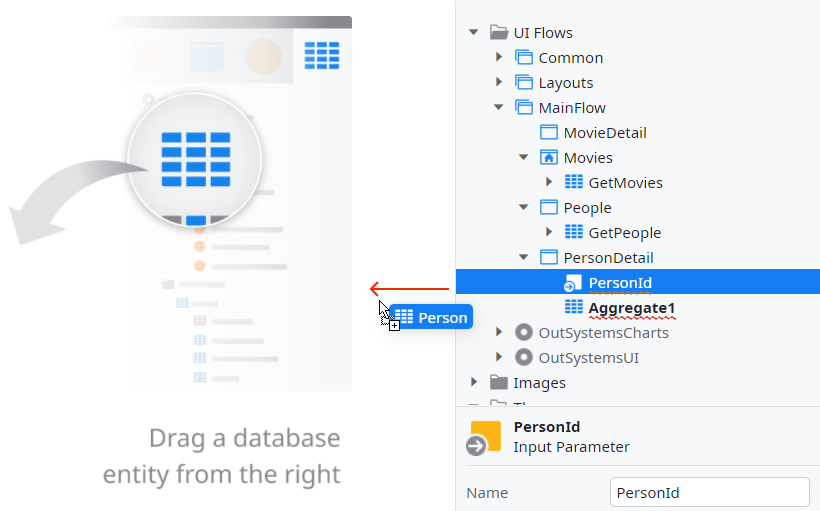 UI Flows
Common
Layouts
MainFlow
MovieDetail
Movies
GetMovies
People
GetPeople
PersonDetail
PersonId
Aggregate1
OutSystemsCharts
OutSystemsUI
Images
Person
Drag a database
entity from the right
PersonId
Input Parameter
Name
PersonId